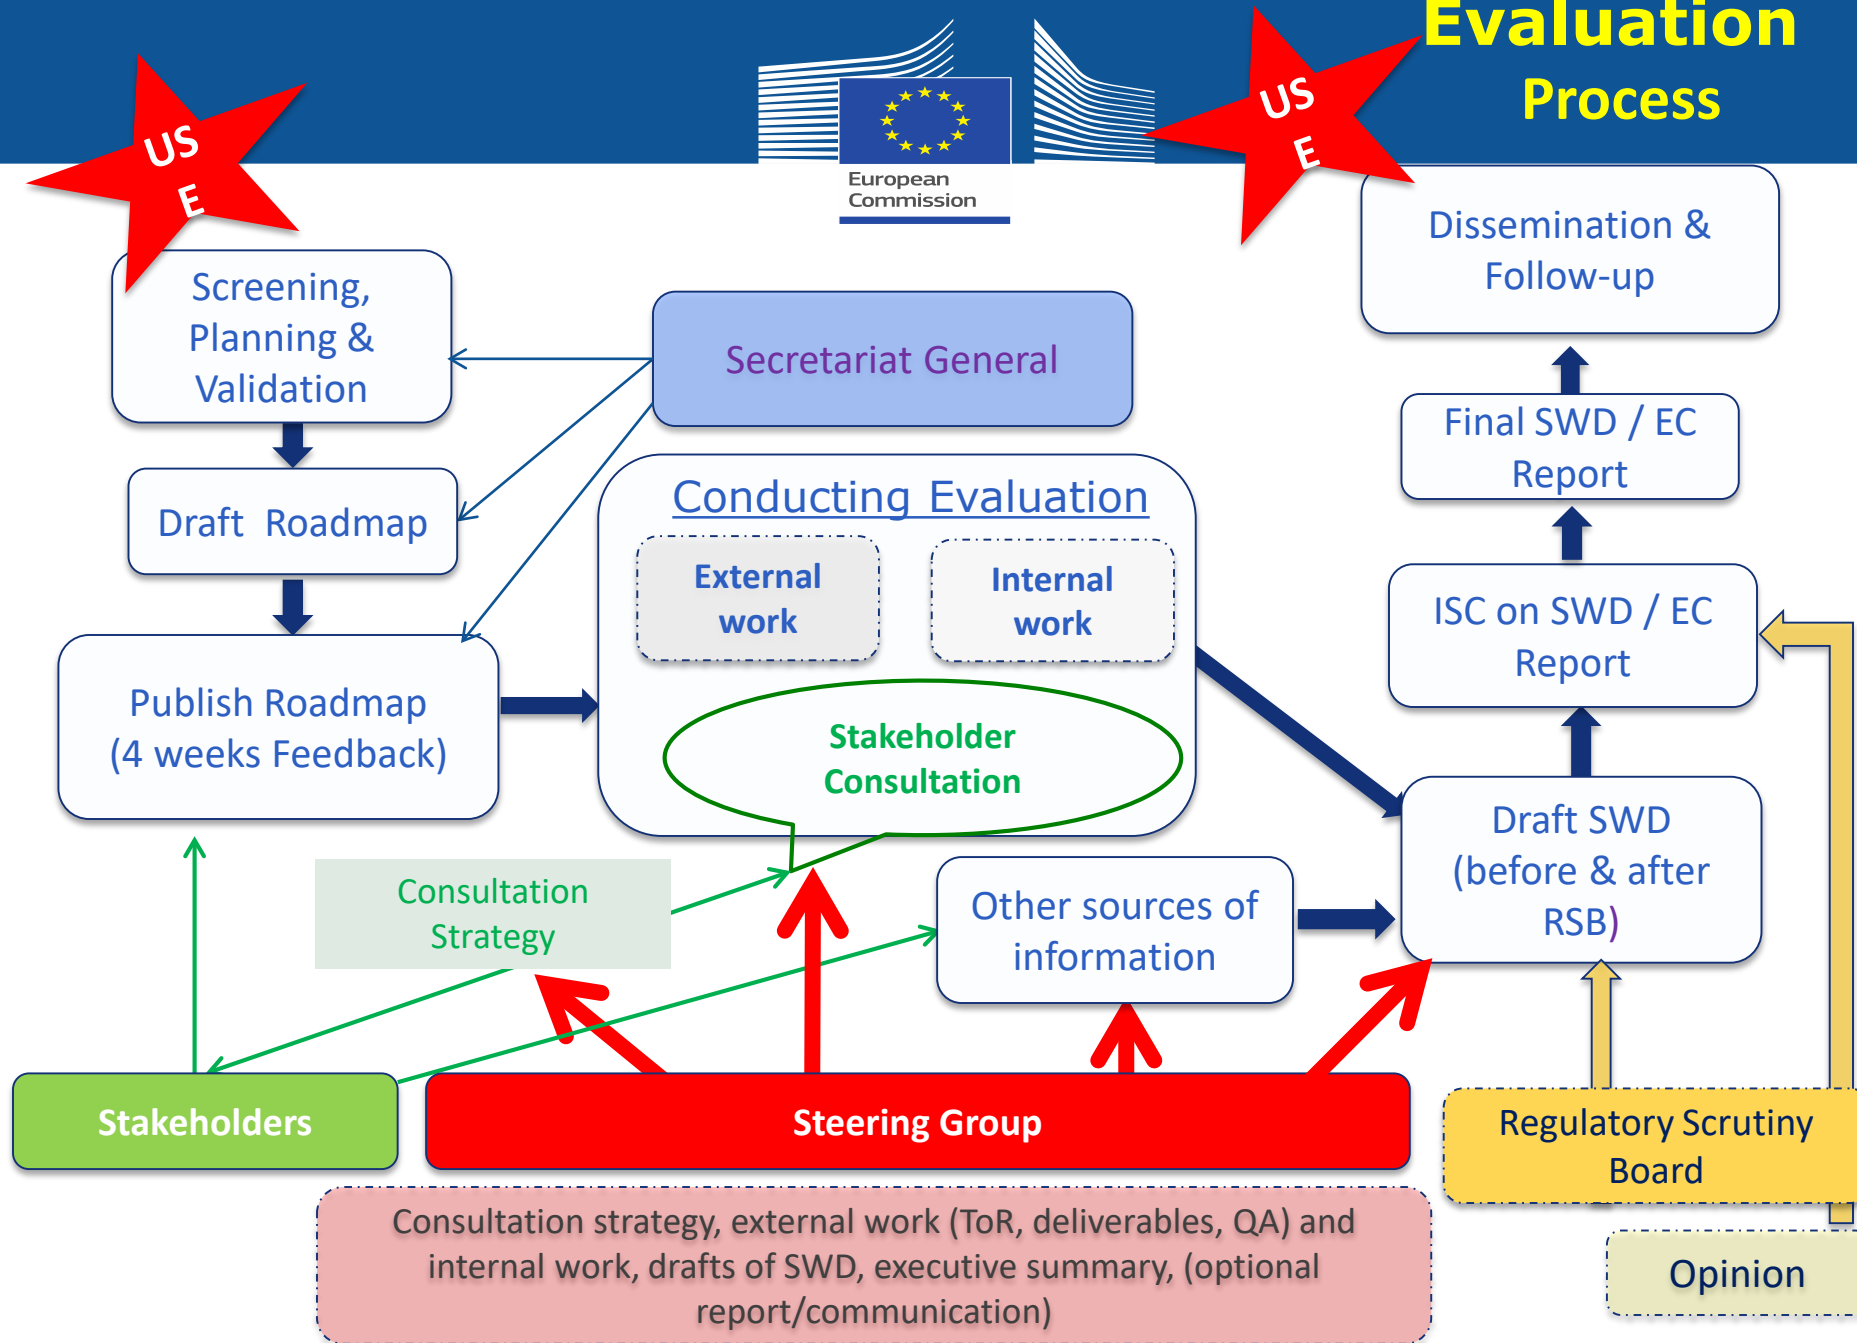 Evaluation
Process
US
E
US
E
European
Commission
Screening,
Planning &
Validation
Secretariat General
Dissemination &
Follow-up
Draft  Roadmap
Final SWD / EC
Report
Conducting Evaluation
External
work
Internal
work
ISC on SWD / EC
Report
Publish Roadmap
(4 weeks Feedback)
Stakeholder
Consultation
Draft SWD
(before & after
RSB)
Consultation
Strategy
Other sources of
information
Stakeholders
Steering Group
Regulatory Scrutiny
Board
Consultation strategy, external work (ToR, deliverables, QA) and
internal work, drafts of SWD, executive summary, (optional
report/communication)
Opinion